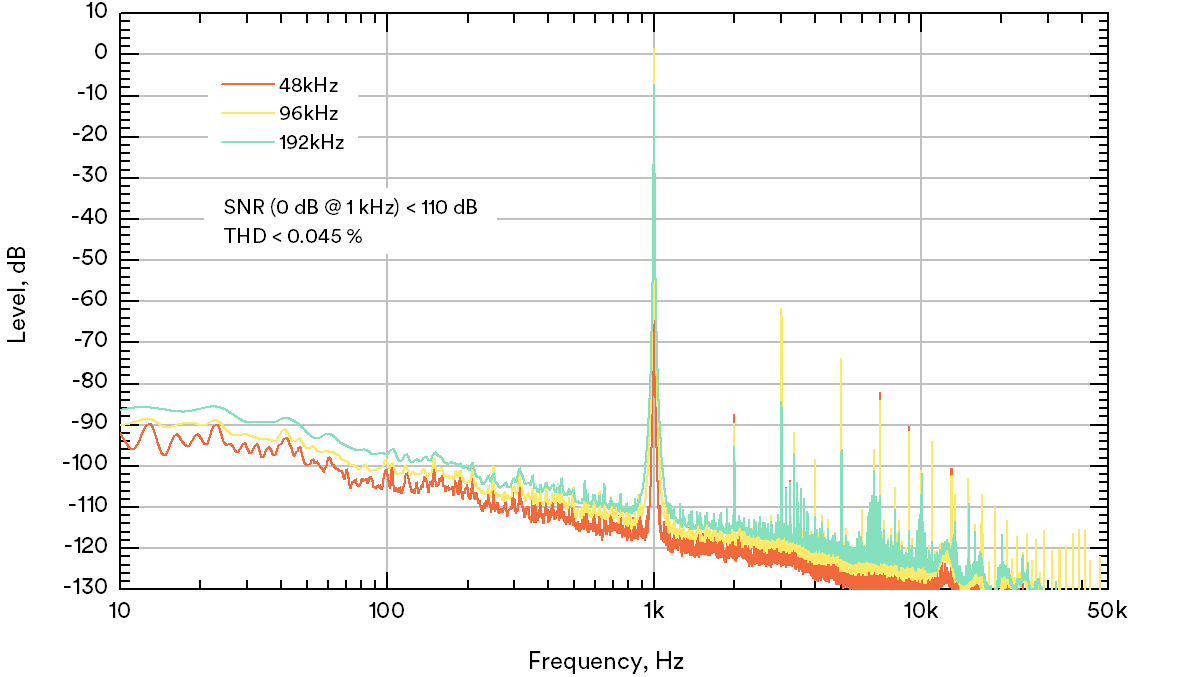 10
0
-10
-20
-30
-40
-50
-60
-70
-80
-90
-100
-110
-120
-130
Level, dB
48kHz
96kHz
192kHz
SNR (0 dB @ 1 kHz) < 110 dB
THD < 0.045 %
10 100 1k 10k 50k
Frequency, Hz